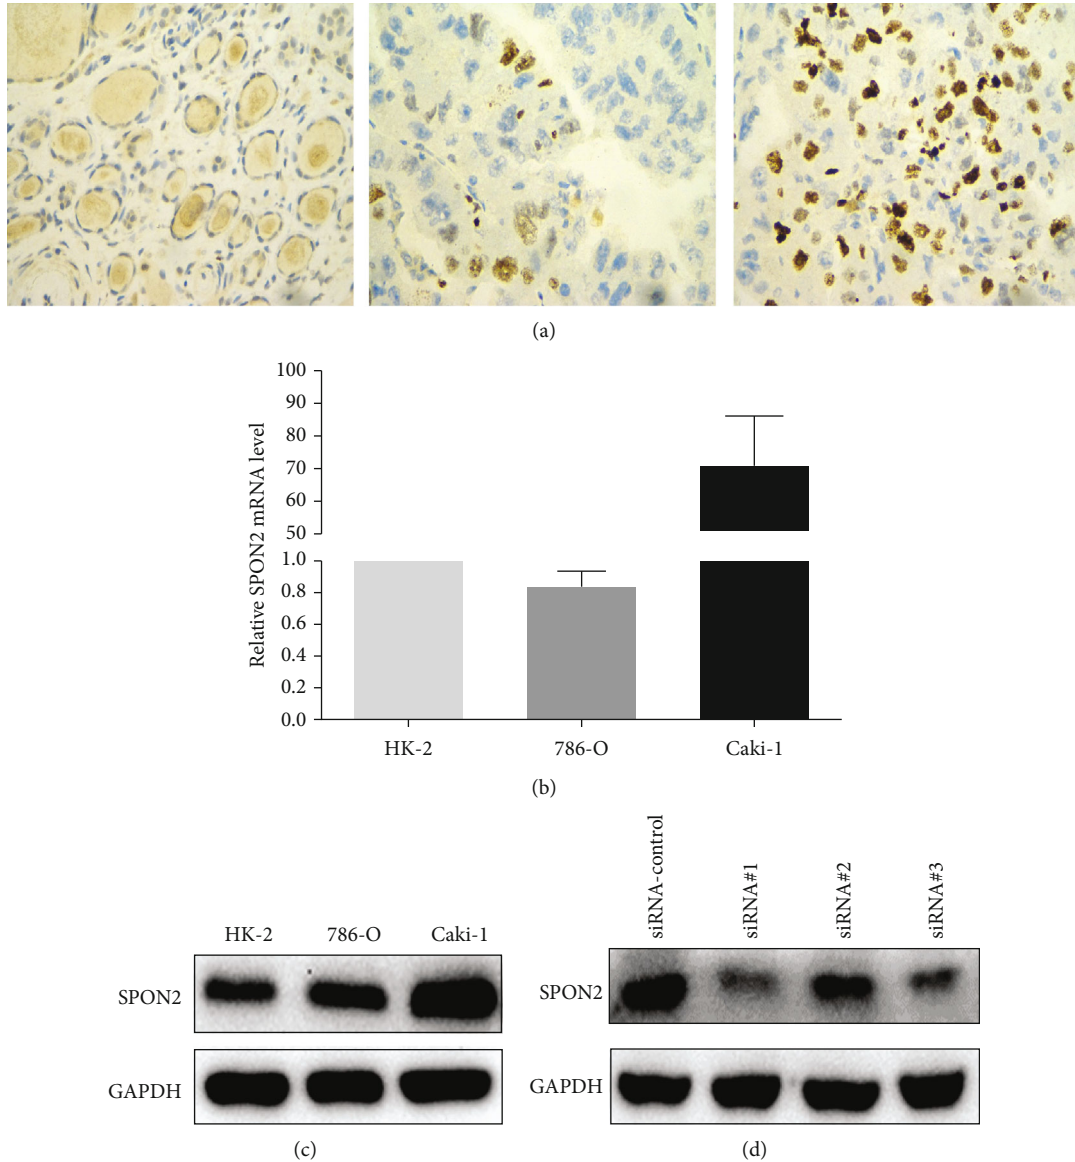 (a)
Relative SPON2 mRNA level
100
90
80
70
60
50
1.0
0.8
0.6
0.4
0.2
0.0
HK-2 786-O Caki-1
(b)
HK-2 786-O Caki-1
SPON2
GAPDH
(c)
siRNA-control
siRNA#1
siRNA#2
siRNA#3
SPON2
GAPDH
(d)